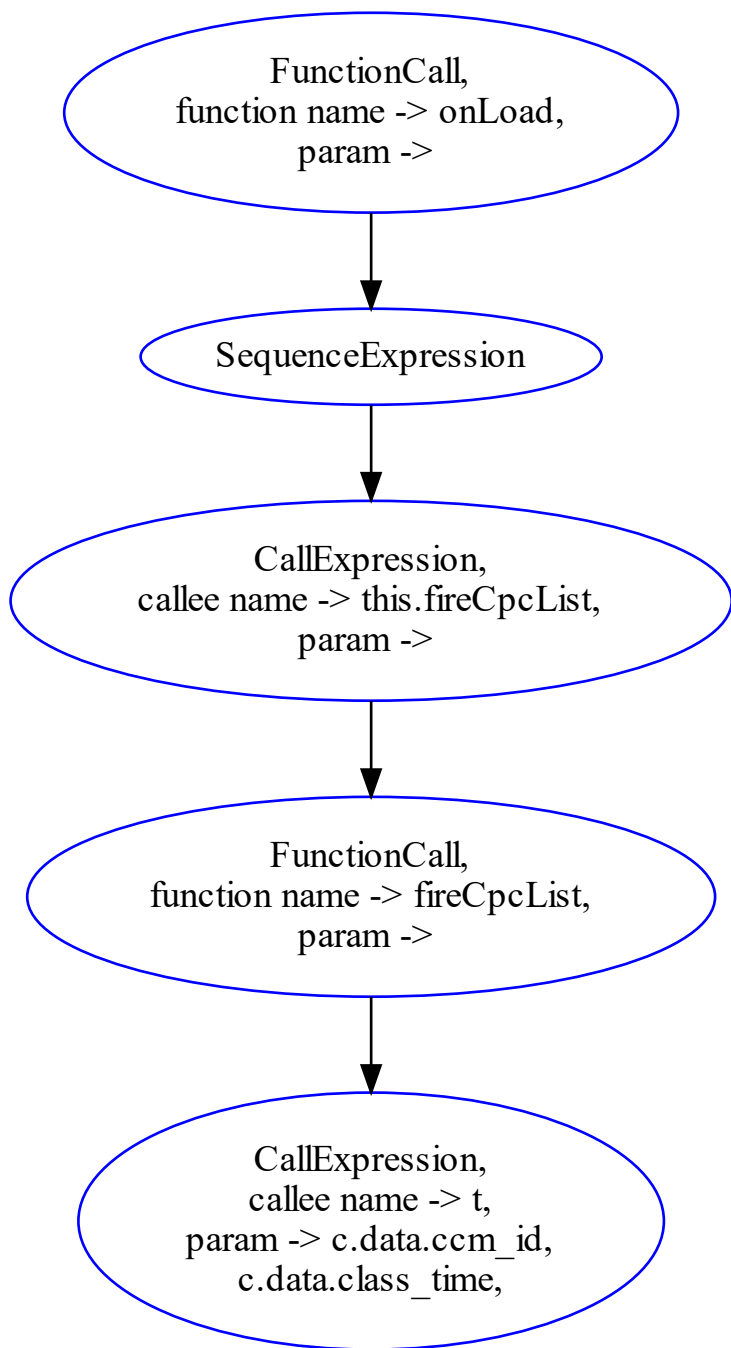 FunctionCall,
function name -> onLoad,
param ->
SequenceExpression
CallExpression,
callee name -> this.fireCpcList,
param ->
FunctionCall,
function name -> fireCpcList,
param ->
CallExpression,
callee name -> t,
param -> c.data.ccm_id,
c.data.class_time,